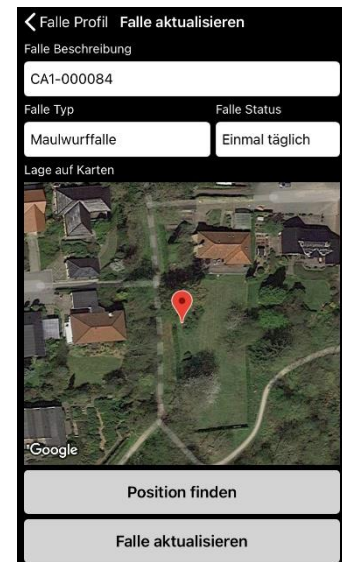 Falle Profil Falle aktualisieren
Falle Beschreibung
CA1-000084
Falle Typ Falle Status
Maulwurffalle Einmal täglich
Lage auf Karten
Google
Position finden
Falle aktualisieren